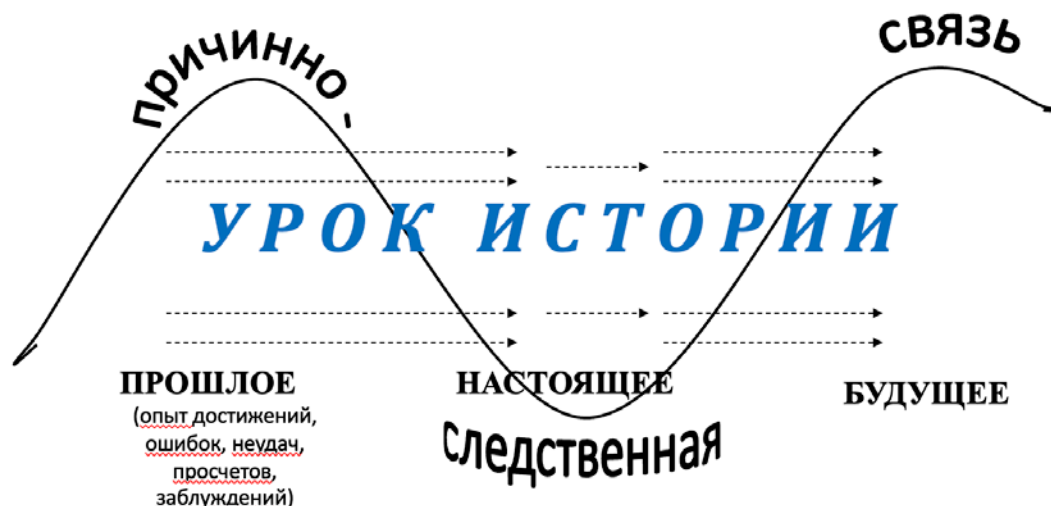 причинно -
связь
УРОК ИСТОРИИ
ПРОШЛОЕ
(опыт достижений,
ошибок, неудач,
просчетов,
заблуждений)
НАСТОЯЩЕЕ
следственная
БУДУЩЕЕ